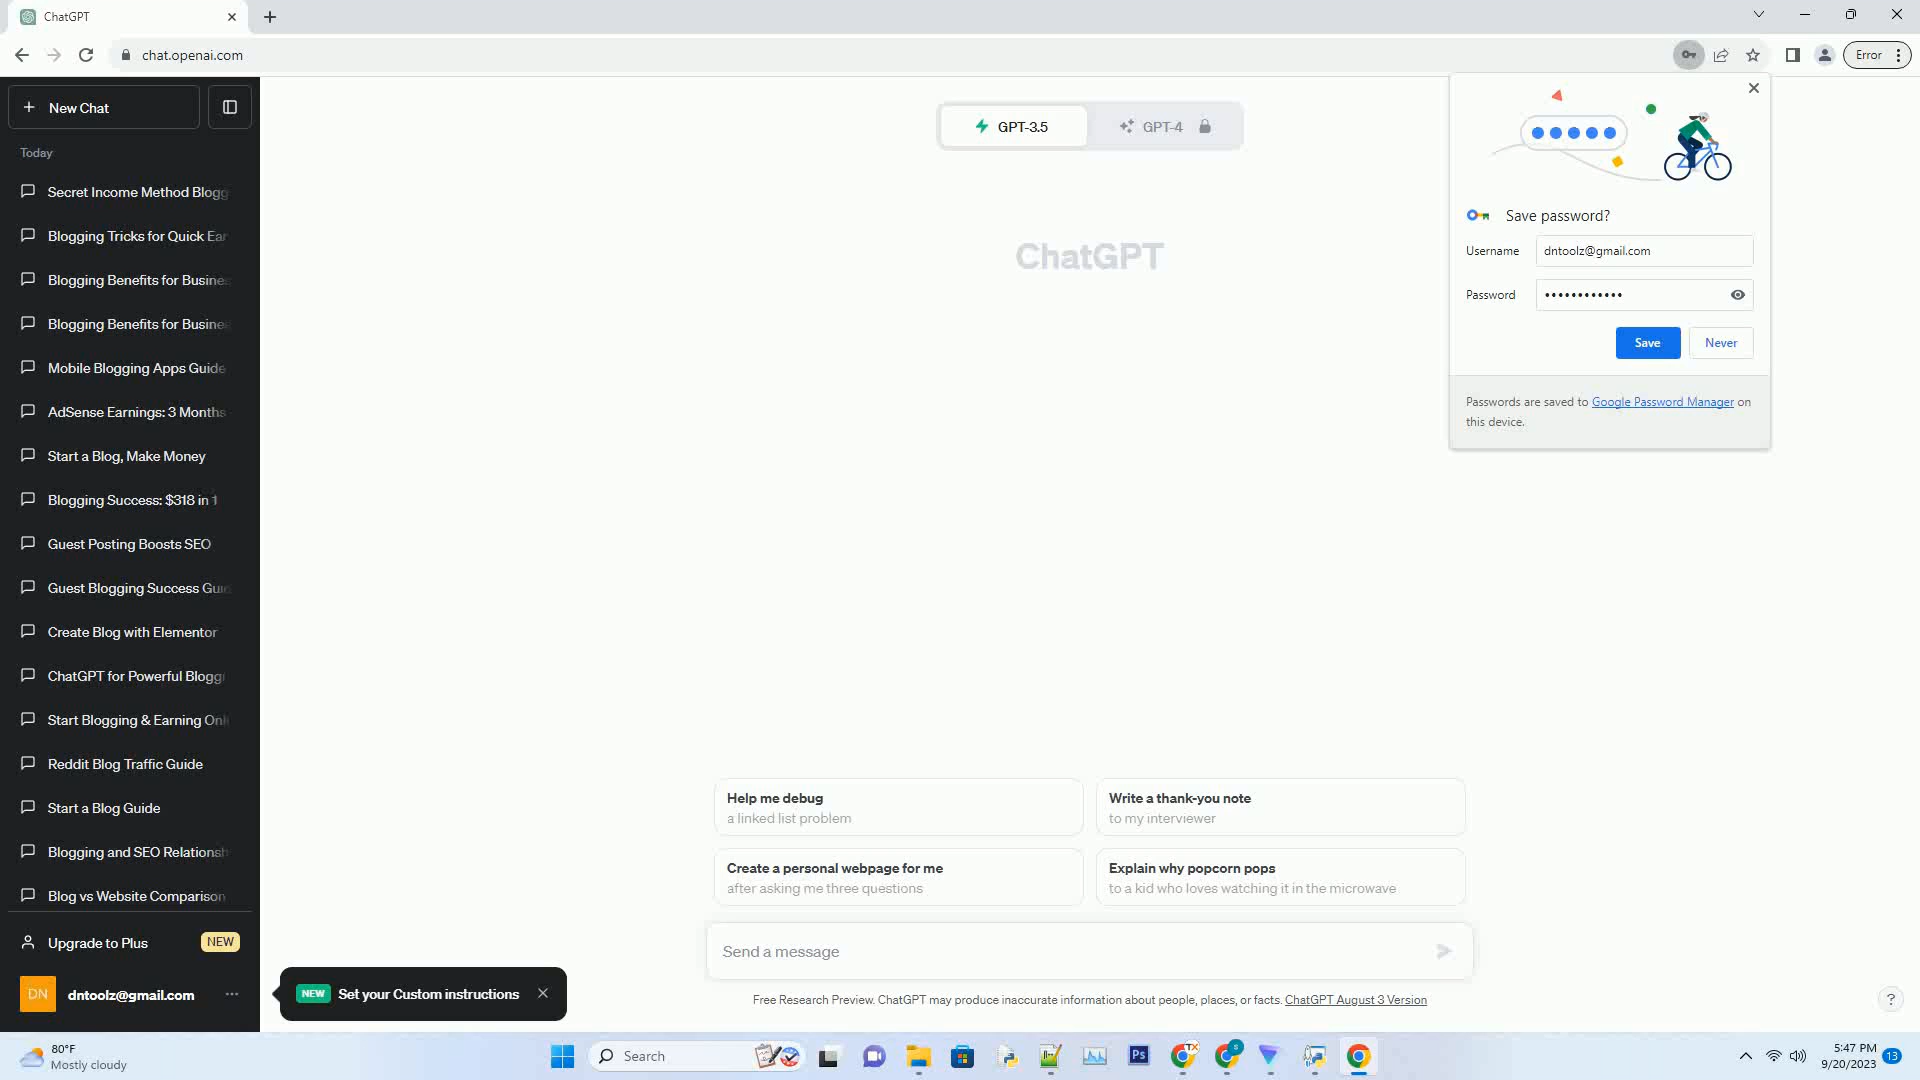 ChatGPT
chat.openai.com
Error
New Chat
Today
Secret Income Method Blogg
Blogging Tricks for Quick Ear
Blogging Benefits for Busines
Blogging Benefits for Busines
Mobile Blogging Apps Guide
AdSense Earnings: 3 Months
Start a Blog, Make Money
Blogging Success: $318 in 1
Guest Posting Boosts SEO
Guest Blogging Success Guid
Create Blog with Elementor
ChatGPT for Powerful Bloggi
Start Blogging & Earning Onl
Reddit Blog Traffic Guide
Start a Blog Guide
Blogging and SEO Relationsh
Blog vs Website Comparison
Upgrade to Plus
NEW
DN
dntoolz@gmail.com
NEW
Set your Custom instructions
GPT-3.5
GPT-4
ChatGPT
Save password?
Username
dntoolz@gmail.com
Password
Save
Never
Passwords are saved to Google Password Manager on
this device.
Help me debug
a linked list problem
Write a thank-you note
to my interviewer
Create a personal webpage for me
after asking me three questions
Explain why popcorn pops
to a kid who loves watching it in the microwave
Send a message
Free Research Preview. ChatGPT may produce inaccurate information about people, places, or facts. ChatGPT August 3 Version
?
80°F
Mostly cloudy
Search
Ps
TX
S
5:47 PM
9/20/2023
13